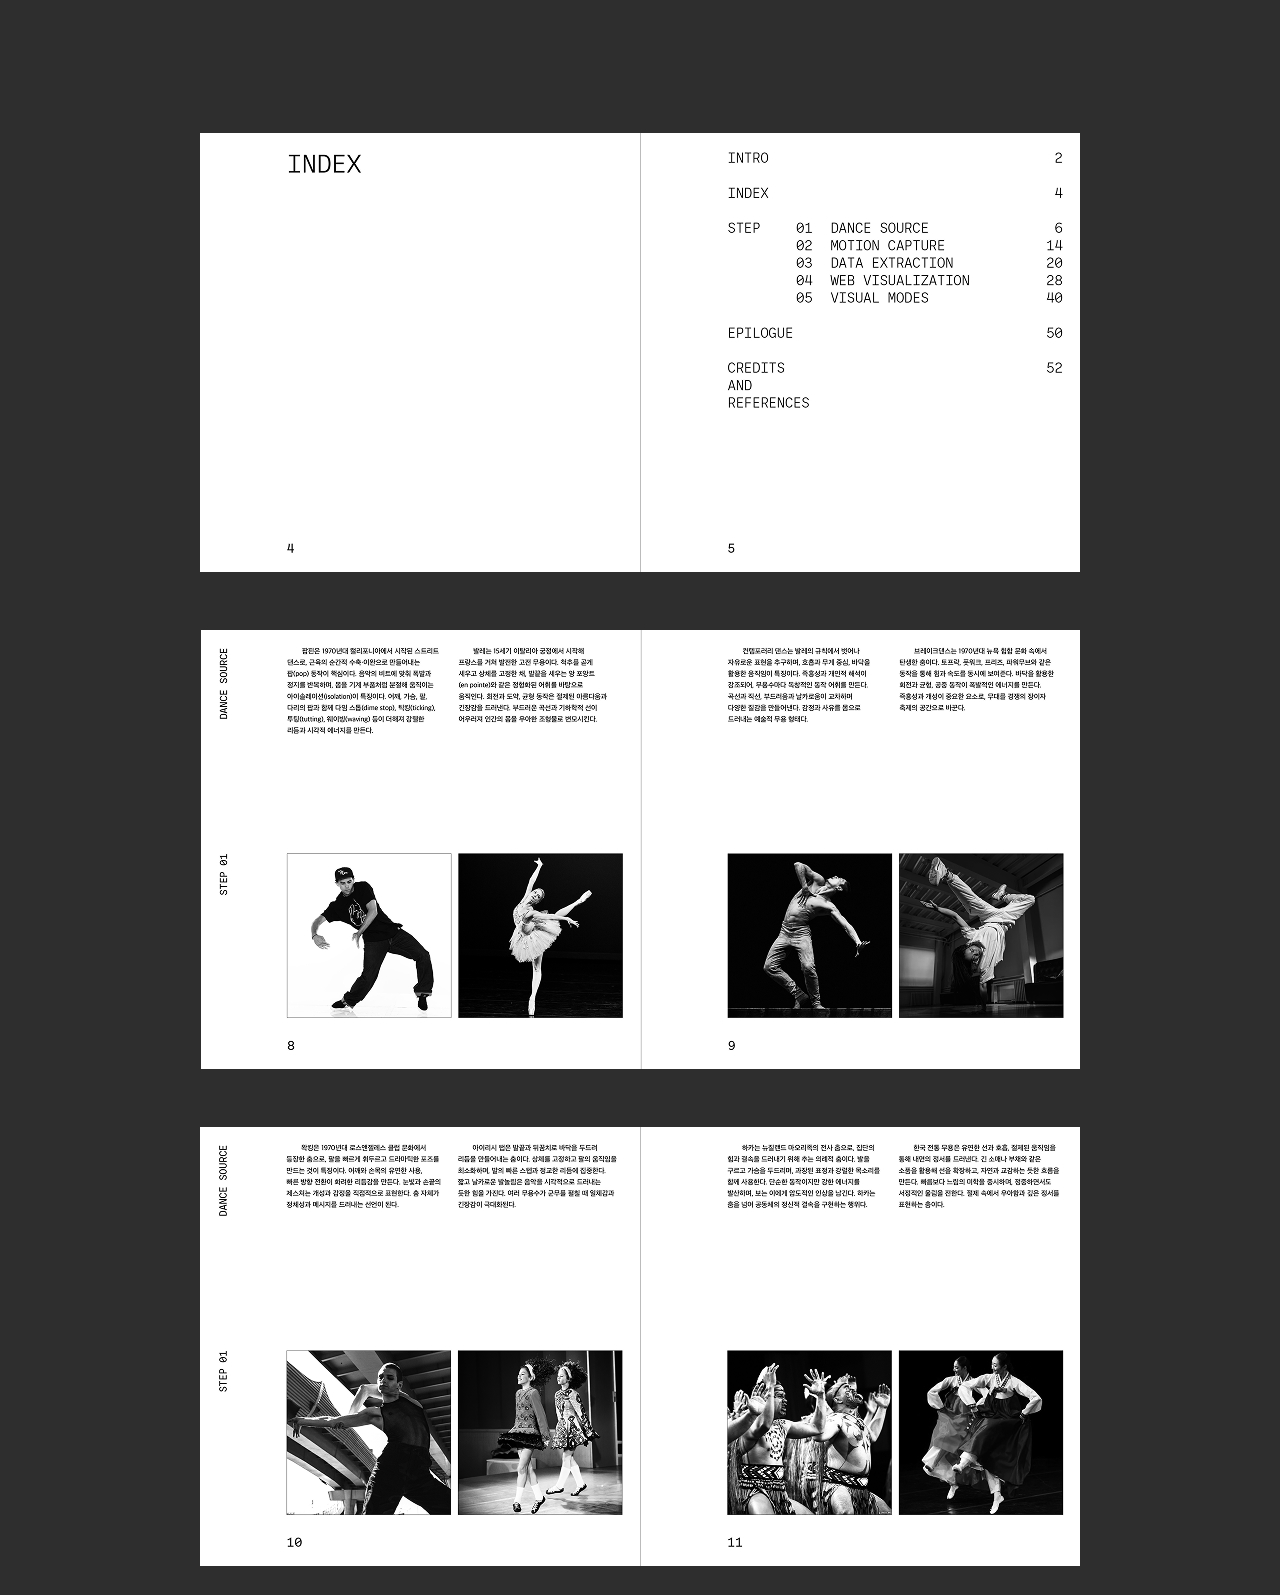 INDEX
INTRO 2
INDEX 4
STEP 01 DANCE SOURCE 6
02 MOTION CAPTURE 14
03 DATA EXTRACTION 20
04 WEB VISUALIZATION 28
05 VISUAL MODES 40
EPILOGUE 50
CREDITS 52
AND
REFERENCES
4
5
DANCE SOURCE
STEP 01
팝핀은 1970년대 캘리포니아에서 시작된 스트리트
댄스로, 근육의 순간적 수축·이완으로 만들어내는
팝(pop) 동작이 핵심이다. 음악의 비트에 맞춰 폭발과
정지를 반복하며, 몸을 기계 부품처럼 분절해 움직이는
아이솔레이션(isolation)이 특징이다. 어깨, 가슴, 팔,
다리의 팝과 함께 다임 스톱(dime stop), 틱킹(ticking),
투팅(tutting), 웨이빙(waving) 등이 더해져 강렬한
리듬과 시각적 에너지를 만든다.
발레는 15세기 이탈리아 궁정에서 시작해
프랑스를 거쳐 발전한 고전 무용이다. 척추를 곧게
세우고 상체를 고정한 채, 발끝을 세우는 앙 포앙트
(en pointe)와 같은 정형화된 어휘를 바탕으로
움직인다. 회전과 도약, 균형 동작은 절제된 아름다움과
긴장감을 드러낸다. 부드러운 곡선과 기하학적 선이
어우러져 인간의 몸을 우아한 조형물로 변모시킨다.
컨템포러리 댄스는 발레의 규칙에서 벗어나
자유로운 표현을 추구하며, 호흡과 무게 중심, 바닥을
활용한 움직임이 특징이다. 즉흥성과 개인적 해석이
강조되어, 무용수마다 독창적인 동작 어휘를 만든다.
곡선과 직선, 부드러움과 날카로움이 교차하며
다양한 질감을 만들어낸다. 감정과 사유를 몸으로
드러내는 예술적 무용 형태다.
브레이크댄스는 1970년대 뉴욕 힙합 문화 속에서
탄생한 춤이다. 토프락, 풋워크, 프리즈, 파워무브와 같은
동작을 통해 힘과 속도를 동시에 보여준다. 바닥을 활용한
회전과 균형, 공중 동작이 폭발적인 에너지를 만든다.
즉흥성과 개성이 중요한 요소로, 무대를 경쟁의 장이자
축제의 공간으로 바꾼다.
8
9
DANCE SOURCE
STEP 01
왁킹은 1970년대 로스앤젤레스 클럽 문화에서
등장한 춤으로, 팔을 빠르게 휘두르고 드라마틱한 포즈를
만드는 것이 특징이다. 어깨와 손목의 유연한 사용,
빠른 방향 전환이 화려한 리듬감을 만든다. 눈빛과 손끝의
제스처는 개성과 감정을 직접적으로 표현한다. 춤 자체가
정체성과 메시지를 드러내는 선언이 된다.
아이리시 탭은 발끝과 뒤꿈치로 바닥을 두드려
리듬을 만들어내는 춤이다. 상체를 고정하고 팔의 움직임을
최소화하며, 발의 빠른 스텝과 정교한 리듬에 집중한다.
짧고 날카로운 발놀림은 음악을 시각적으로 드러내는
듯한 힘을 가진다. 여러 무용수가 군무를 펼칠 때 일체감과
긴장감이 극대화된다.
하카는 뉴질랜드 마오리족의 전사 춤으로, 집단의
힘과 결속을 드러내기 위해 추는 의례적 춤이다. 발을
구르고 가슴을 두드리며, 과장된 표정과 강렬한 목소리를
함께 사용한다. 단순한 동작이지만 강한 에너지를
발산하며, 보는 이에게 압도적인 인상을 남긴다. 하카는
춤을 넘어 공동체의 정신적 결속을 구현하는 행위다.
한국 전통 무용은 유연한 선과 호흡, 절제된 움직임을
통해 내면의 정서를 드러낸다. 긴 소매나 부채와 같은
소품을 활용해 선을 확장하고, 자연과 교감하는 듯한 흐름을
만든다. 빠름보다 느림의 미학을 중시하며, 정중하면서도
서정적인 울림을 전한다. 절제 속에서 우아함과 깊은 정서를
표현하는 춤이다.
10
11